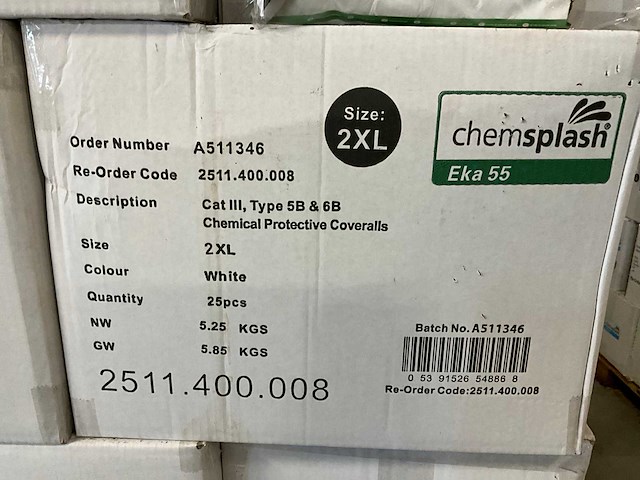 Size:
2XL
chemsplash®
Eka 55
Order Number A511346
Re-Order Code 2511.400.008
Description Cat III, Type 5B & 6B
Chemical Protective Coveralls
Size 2XL
Colour White
Quantity 25pcs
NW 5.25 KGS
GW 5.85 KGS
2511.400.008
Batch No. A511346
0 53 91526 54886 8
Re-Order Code:2511.400.008